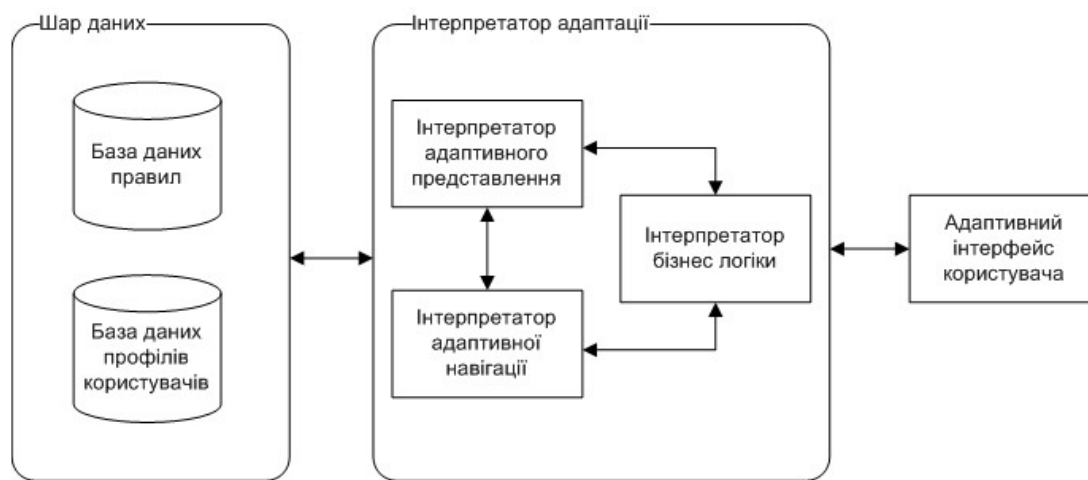 Шар даних
База даних
правил
База даних
профілів
користувачів
Інтерпретатор адаптації
Інтерпретатор
адаптивного
представлення
Інтерпретатор
адаптивної
навігації
Інтерпретатор
бізнес логіки
Адаптивний
інтерфейс
користувача